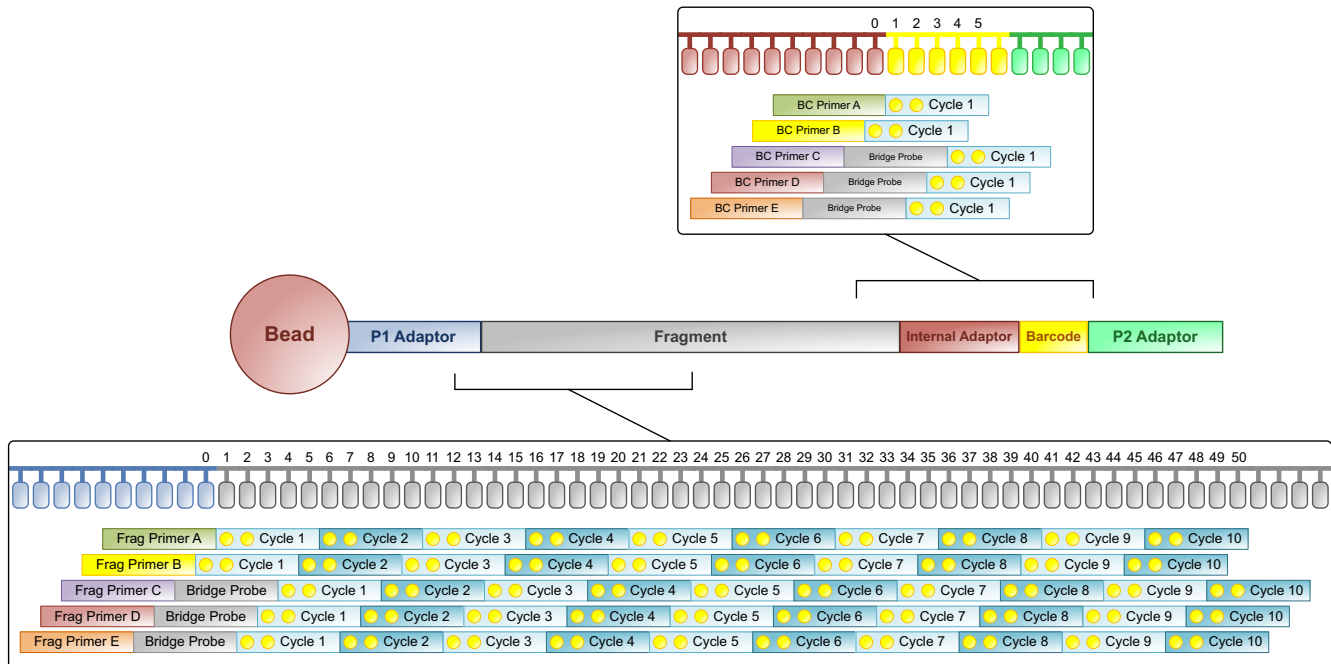 0 1 2 3 4 5
BC Primer A Cycle 1
BC Primer B Cycle 1
BC Primer C Bridge Probe Cycle 1
BC Primer D Bridge Probe Cycle 1
BC Primer E Bridge Probe Cycle 1
Bead P1 Adaptor Fragment Internal Adaptor Barcode P2 Adaptor
0 1 2 3 4 5 6 7 8 9 10 11 12 13 14 15 16 17 18 19 20 21 22 23 24 25 26 27 28 29 30 31 32 33 34 35 36 37 38 39 40 41 42 43 44 45 46 47 48 49 50
Frag Primer A Cycle 1 Cycle 2 Cycle 3 Cycle 4 Cycle 5 Cycle 6 Cycle 7 Cycle 8 Cycle 9 Cycle 10
Frag Primer B Cycle 1 Cycle 2 Cycle 3 Cycle 4 Cycle 5 Cycle 6 Cycle 7 Cycle 8 Cycle 9 Cycle 10
Frag Primer C Bridge Probe Cycle 1 Cycle 2 Cycle 3 Cycle 4 Cycle 5 Cycle 6 Cycle 7 Cycle 8 Cycle 9 Cycle 10
Frag Primer D Bridge Probe Cycle 1 Cycle 2 Cycle 3 Cycle 4 Cycle 5 Cycle 6 Cycle 7 Cycle 8 Cycle 9 Cycle 10
Frag Primer E Bridge Probe Cycle 1 Cycle 2 Cycle 3 Cycle 4 Cycle 5 Cycle 6 Cycle 7 Cycle 8 Cycle 9 Cycle 10